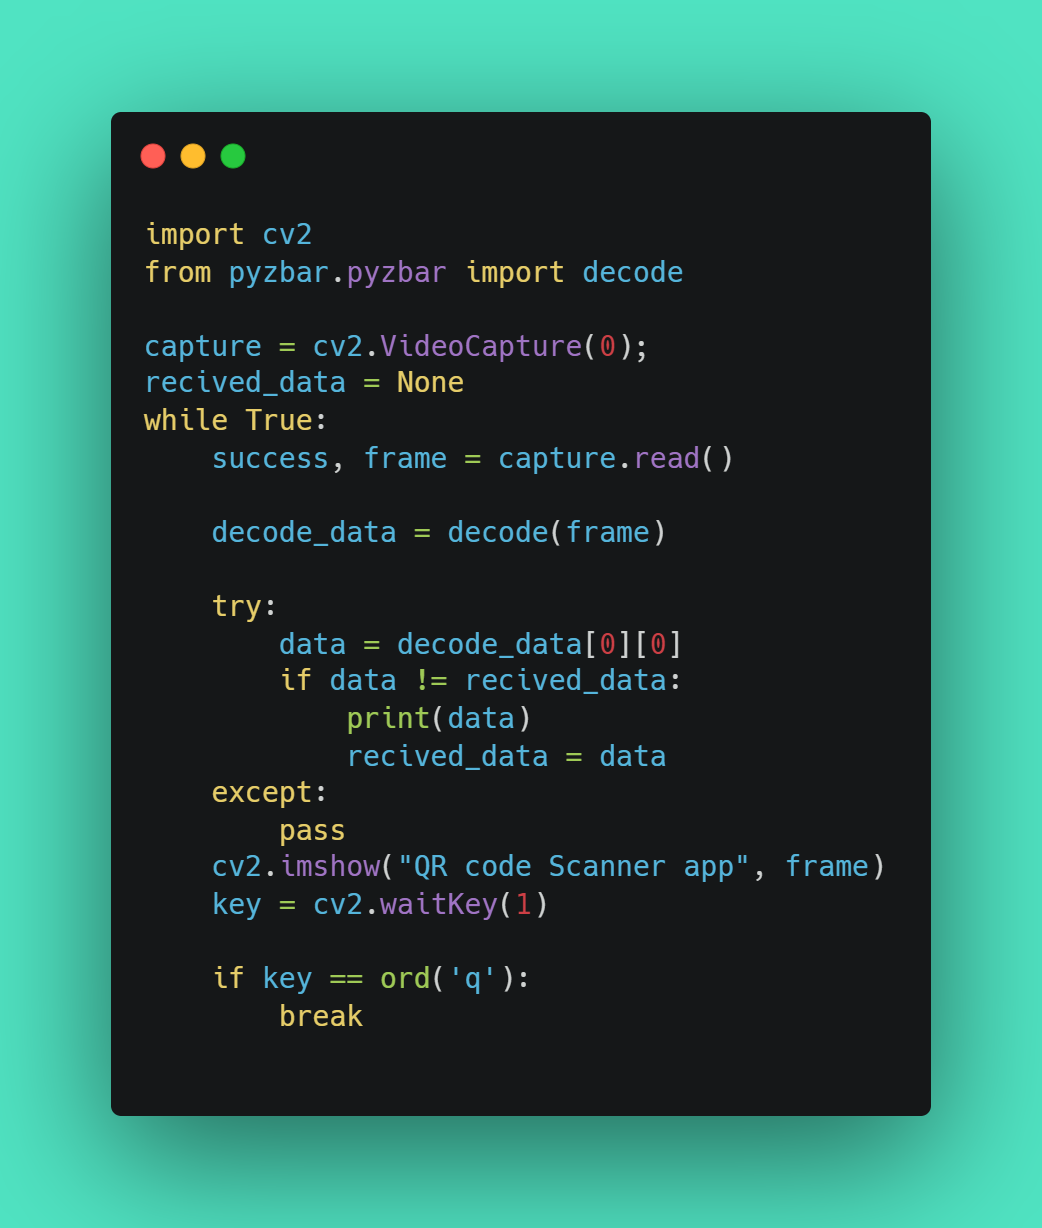 import cv2
from pyzbar.pyzbar import decode

capture = cv2.VideoCapture(0);
recived_data = None
while True:
    success, frame = capture.read()

    decode_data = decode(frame)

    try:
        data = decode_data[0][0]
        if data != recived_data:
            print(data)
            recived_data = data
    except:
        pass
    cv2.imshow("QR code Scanner app", frame)
    key = cv2.waitKey(1)

    if key == ord('q'):
        break